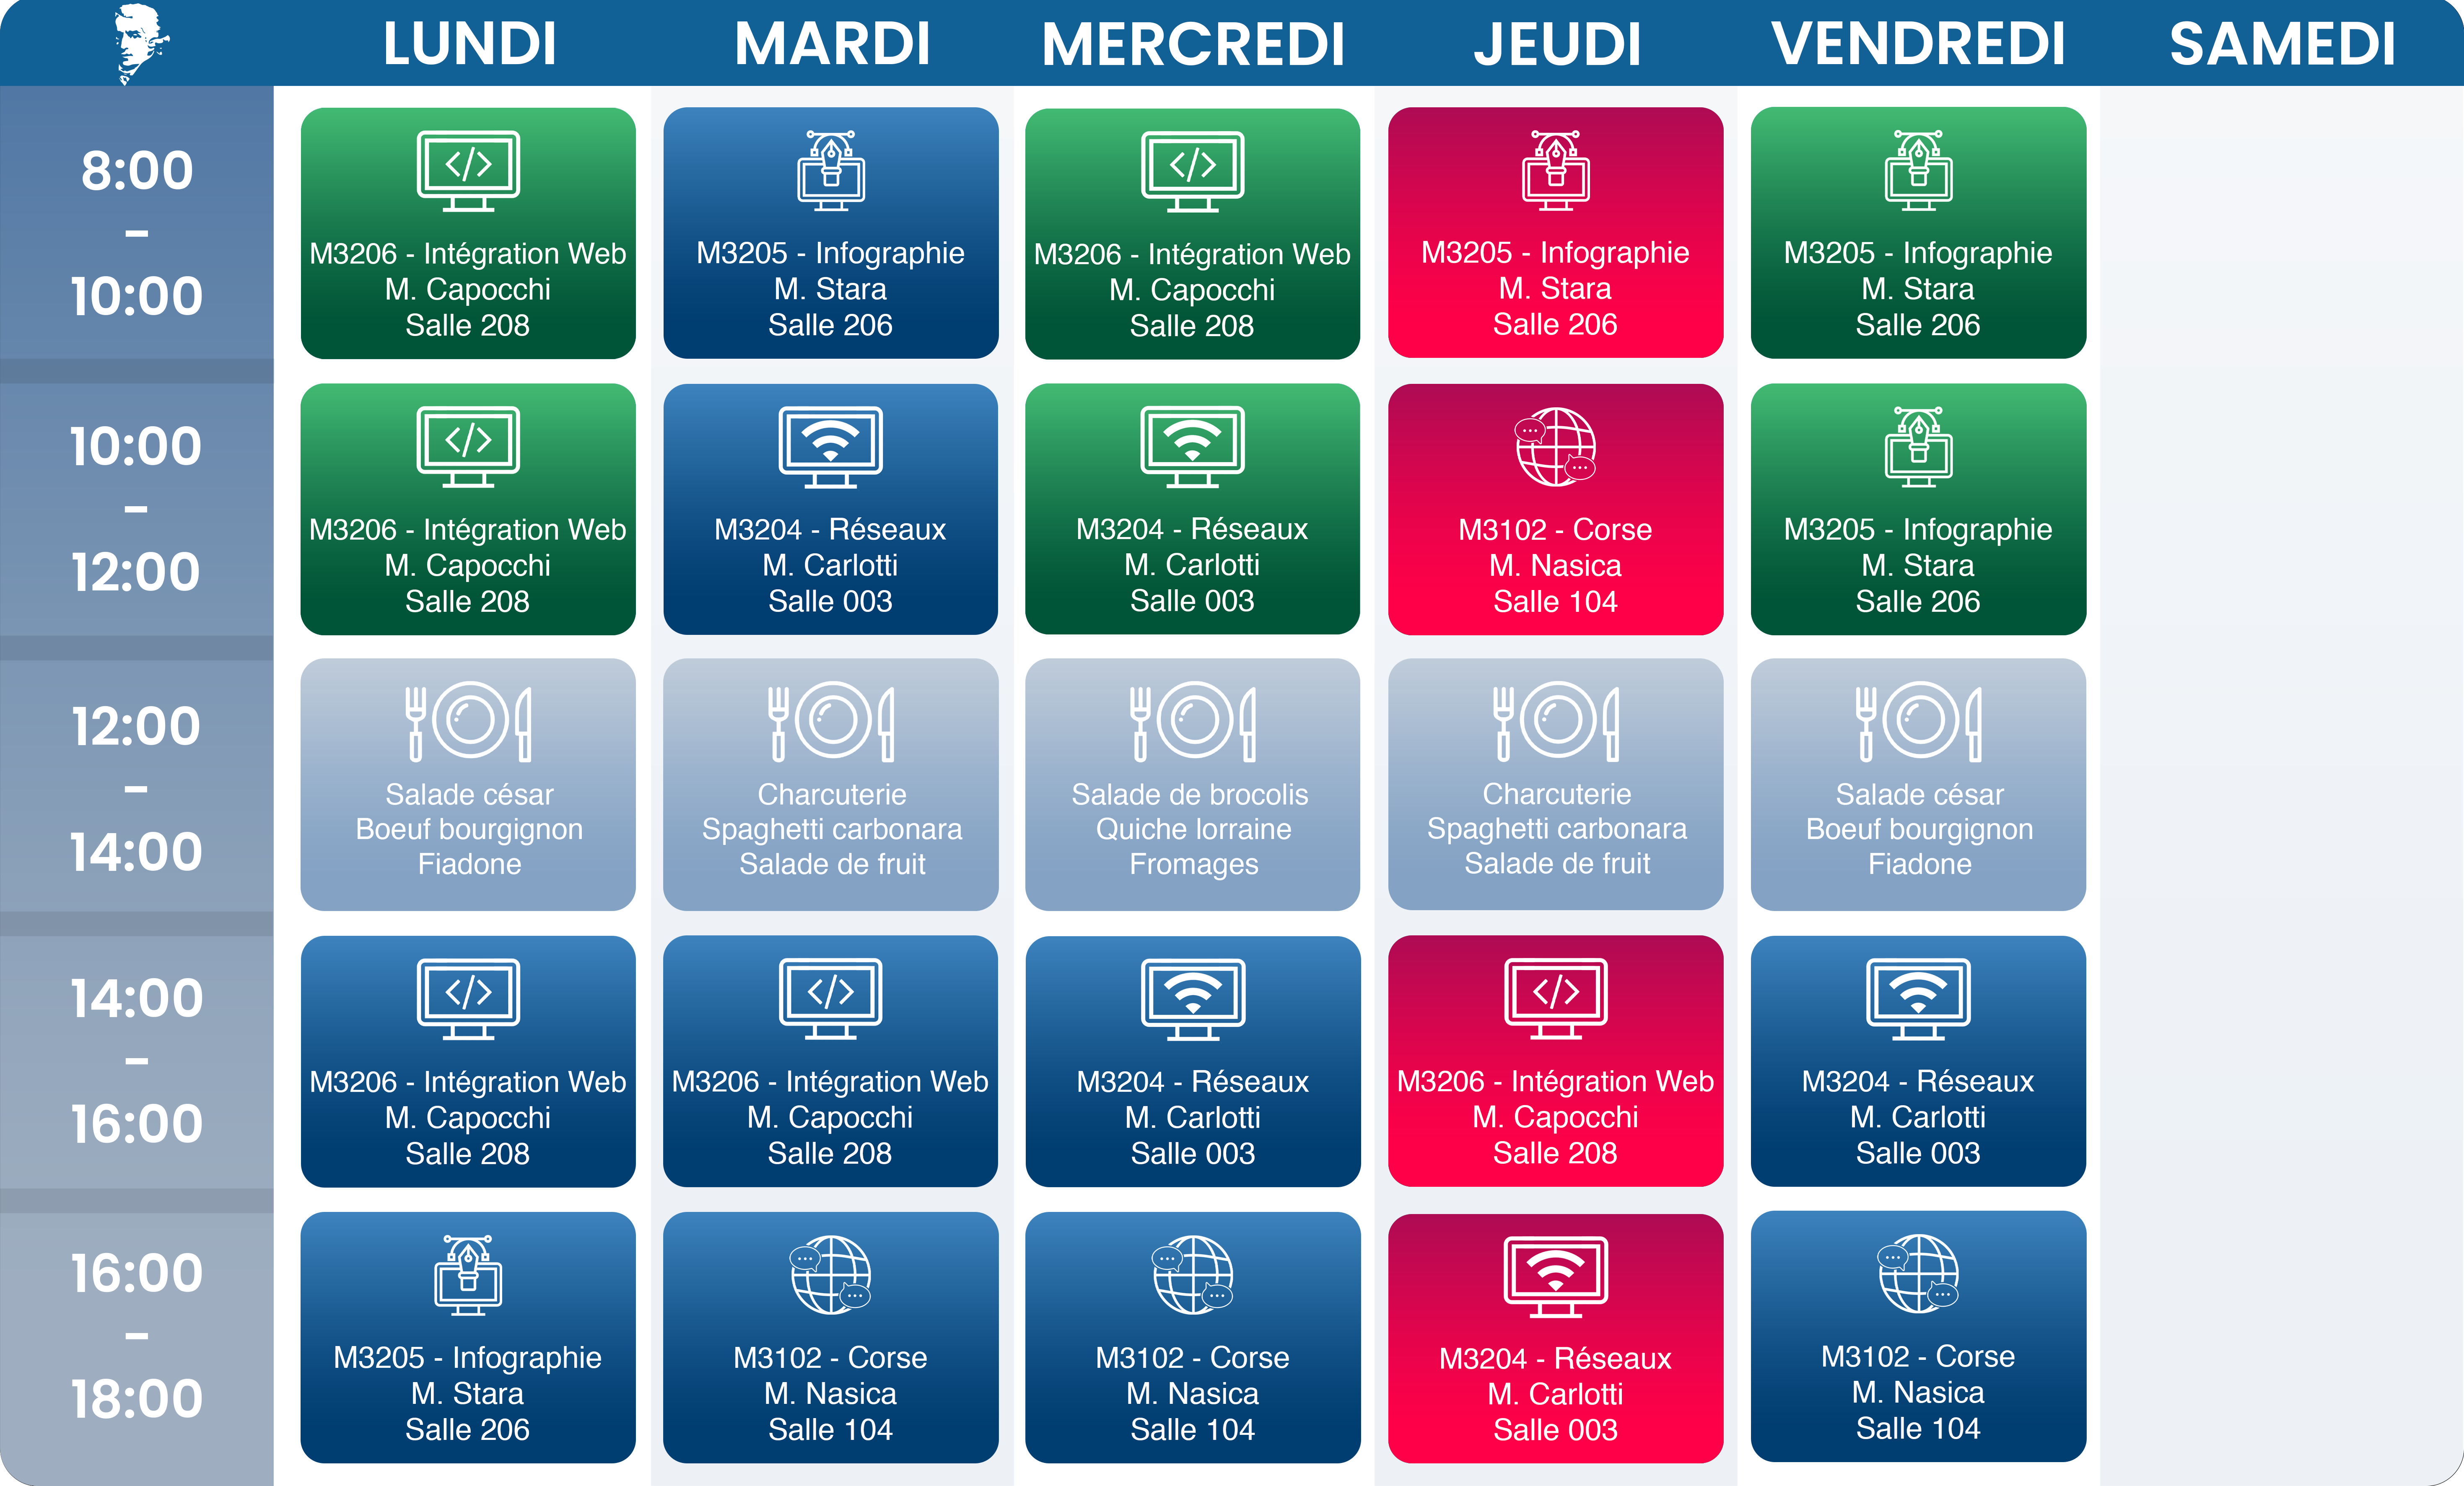 LUNDI MARDI MERCREDI JEUDI VENDREDI SAMEDI
8:00
-
10:00
M3206 - Intégration Web
M. Capocchi
Salle 208
M3205 - Infographie
M. Stara
Salle 206
M3206 - Intégration Web
M. Capocchi
Salle 208
M3205 - Infographie
M. Stara
Salle 206
M3205 - Infographie
M. Stara
Salle 206
10:00
-
12:00
M3206 - Intégration Web
M. Capocchi
Salle 208
M3204 - Réseaux
M. Carlotti
Salle 003
M3204 - Réseaux
M. Carlotti
Salle 003
M3102 - Corse
M. Nasica
Salle 104
M3205 - Infographie
M. Stara
Salle 206
12:00
-
14:00
Salade césar
Boeuf bourgignon
Fiadone
Charcuterie
Spaghetti carbonara
Salade de fruit
Salade de brocolis
Quiche lorraine
Fromages
Charcuterie
Spaghetti carbonara
Salade de fruit
Salade césar
Boeuf bourgignon
Fiadone
14:00
-
16:00
M3206 - Intégration Web
M. Capocchi
Salle 208
M3206 - Intégration Web
M. Capocchi
Salle 208
M3204 - Réseaux
M. Carlotti
Salle 003
M3206 - Intégration Web
M. Capocchi
Salle 208
M3204 - Réseaux
M. Carlotti
Salle 003
16:00
-
18:00
M3205 - Infographie
M. Stara
Salle 206
M3102 - Corse
M. Nasica
Salle 104
M3102 - Corse
M. Nasica
Salle 104
M3204 - Réseaux
M. Carlotti
Salle 003
M3102 - Corse
M. Nasica
Salle 104